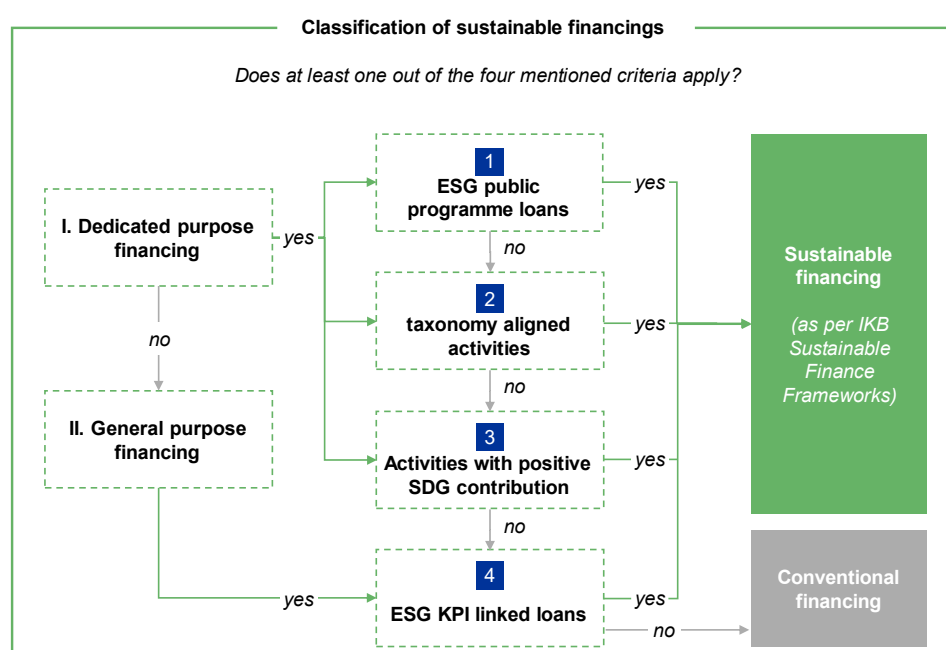 Classification of sustainable financings
Does at least one out of the four mentioned criteria apply?
I. Dedicated purpose
financing
yes
no
II. General purpose
financing
yes
1
ESG public
programme loans
yes
no
2
taxonomy aligned
activities
yes
no
3
Activities with positive
SDG contribution
yes
no
4
ESG KPI linked loans
yes
no
Sustainable
financing
(as per IKB
Sustainable
Finance
Frameworks)
Conventional
financing